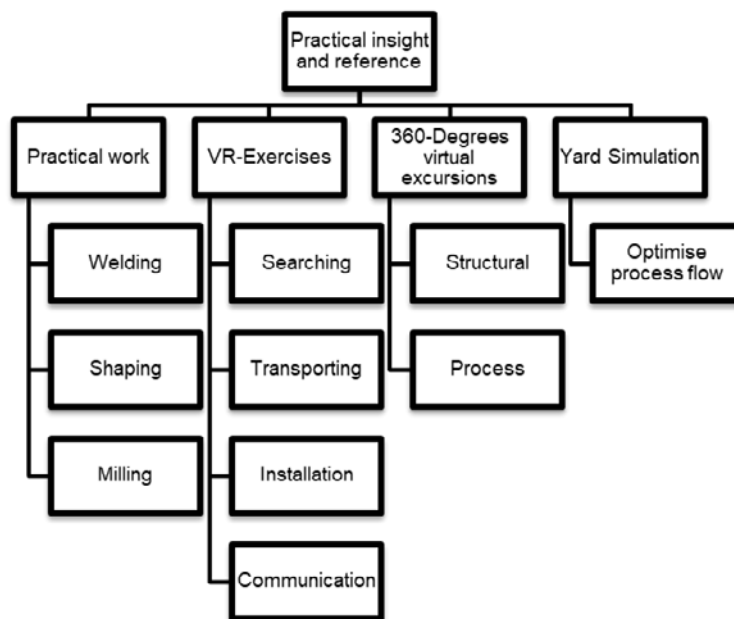 Practical insight
and reference
Practical work
VR-Exercises
360-Degrees
virtual
excursions
Yard Simulation
Welding
Searching
Structural
Optimise
process flow
Shaping
Transporting
Process
Milling
Installation
Communication